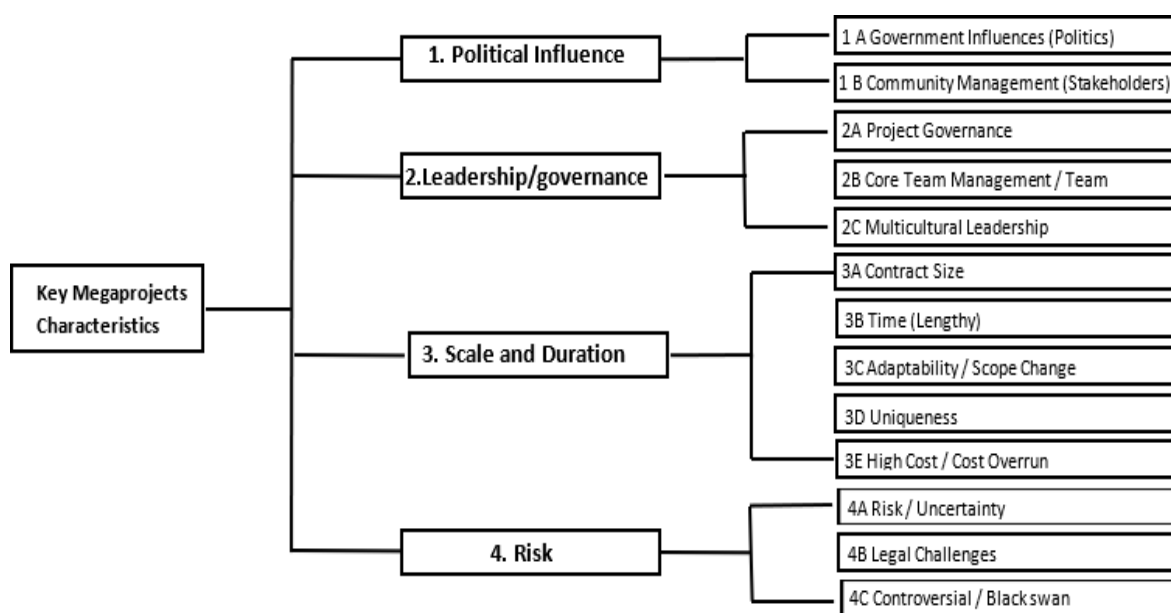 Key Megaprojects
Characteristics
1. Political Influence
1 A Government Influences (Politics)
1 B Community Management (Stakeholders)
2.Leadership/governance
2A Project Governance
2B Core Team Management / Team
2C Multicultural Leadership
3. Scale and Duration
3A Contract Size
3B Time (Lengthy)
3C Adaptability / Scope Change
3D Uniqueness
3E High Cost / Cost Overrun
4. Risk
4A Risk / Uncertainty
4B Legal Challenges
4C Controversial / Black swan